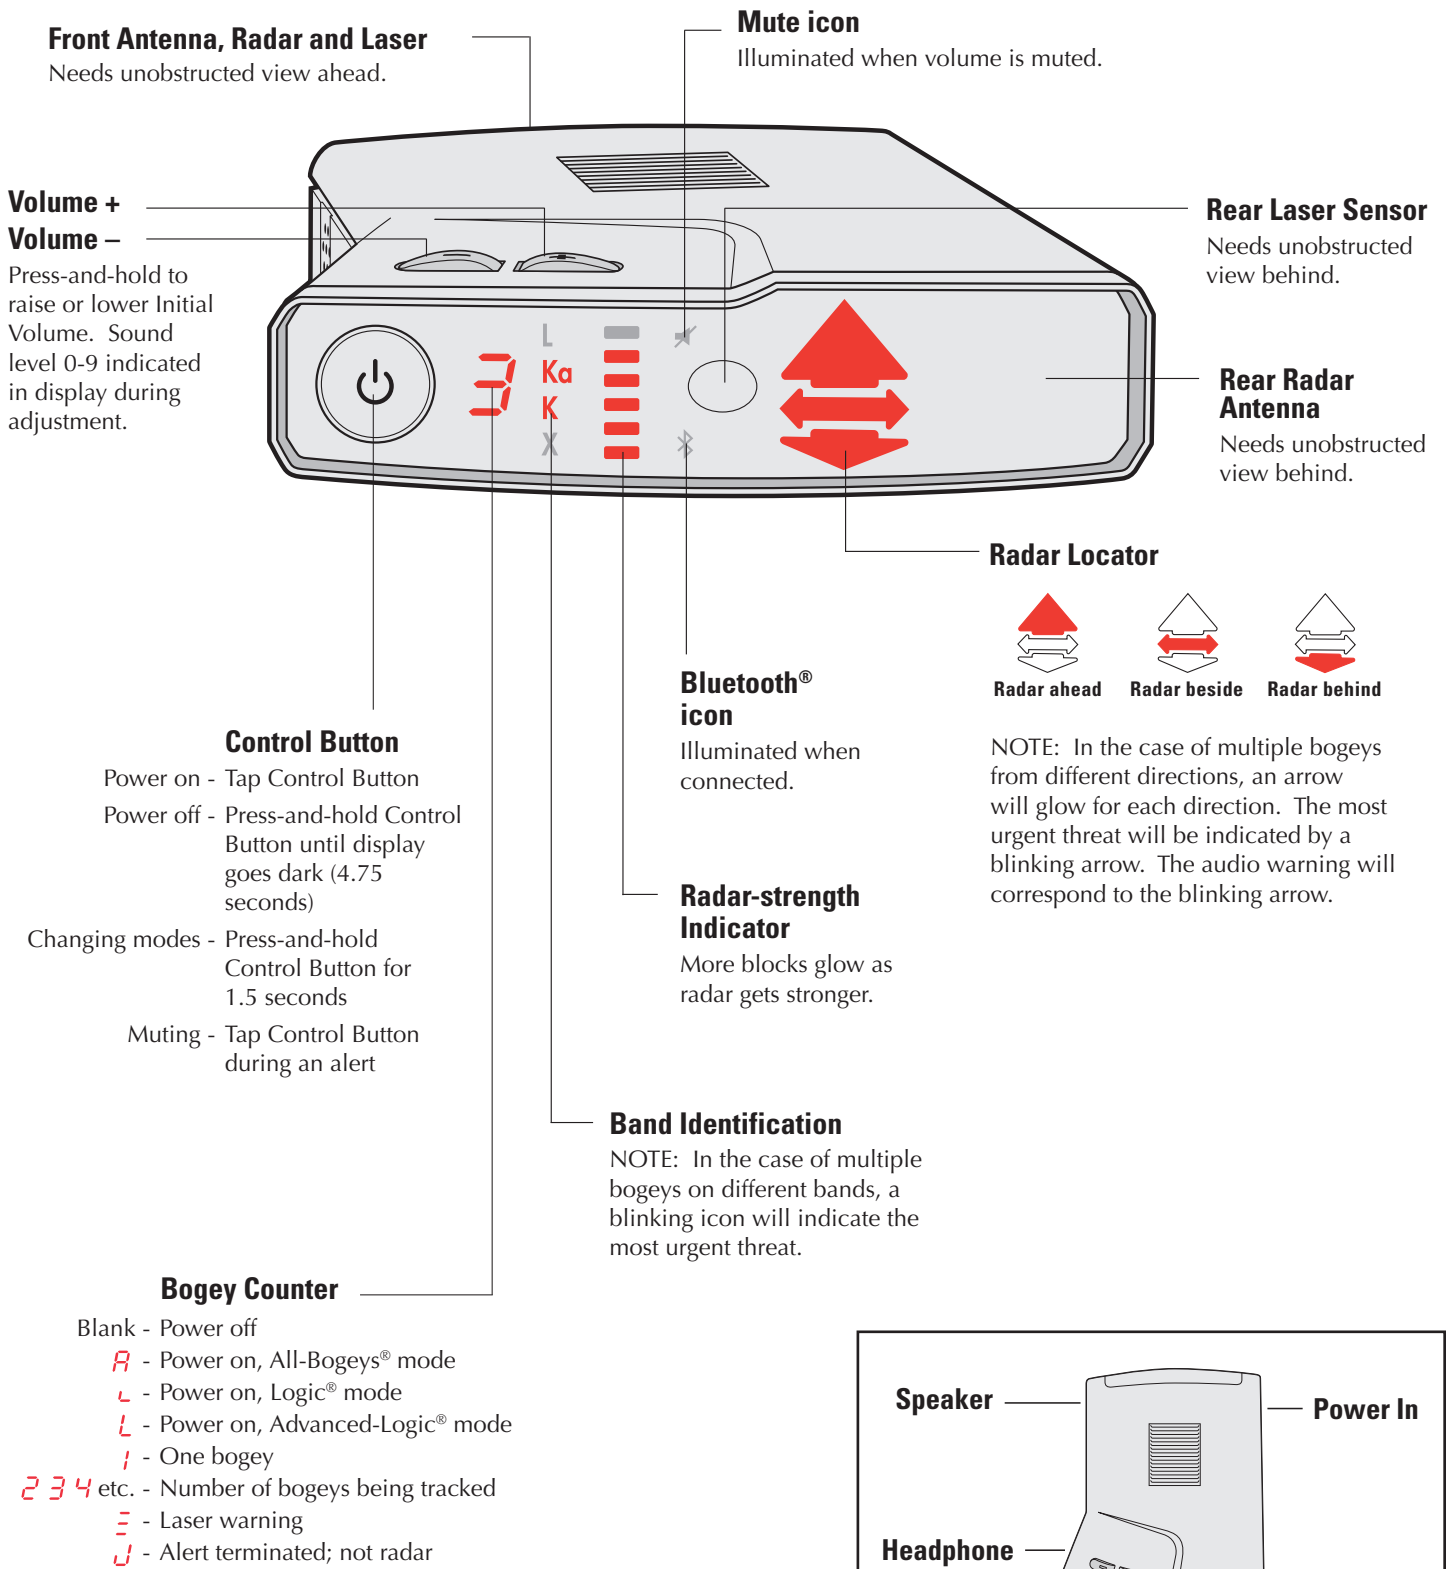 Front Antenna, Radar and Laser
Needs unobstructed view ahead.
Mute icon
Illuminated when volume is muted.
Volume +
Volume –
Press-and-hold to
raise or lower Initial
Volume.  Sound
level 0-9 indicated
in display during
adjustment.
Rear Laser Sensor
Needs unobstructed
view behind.
Rear Radar
Antenna
Needs unobstructed
view behind.
3
L
Ka
K
X
Radar Locator
Radar ahead
Radar beside
Radar behind
NOTE:  In the case of multiple bogeys
from different directions, an arrow
will glow for each direction.  The most
urgent threat will be indicated by a
blinking arrow.  The audio warning will
correspond to the blinking arrow.
Bluetooth®
icon
Illuminated when
connected.
Control Button
Power on - Tap Control Button
Power off - Press-and-hold Control
Button until display
goes dark (4.75
seconds)
Changing modes - Press-and-hold
Control Button for
1.5 seconds
Muting - Tap Control Button
during an alert
Radar-strength
Indicator
More blocks glow as
radar gets stronger.
Band Identification
NOTE:  In the case of multiple
bogeys on different bands, a
blinking icon will indicate the
most urgent threat.
Bogey Counter
Blank - Power off
A - Power on, All-Bogeys® mode
L - Power on, Logic® mode
L - Power on, Advanced-Logic® mode
1 - One bogey
2 3 4 etc. - Number of bogeys being tracked
Ξ - Laser warning
J - Alert terminated; not radar
Speaker
Power In
Headphone